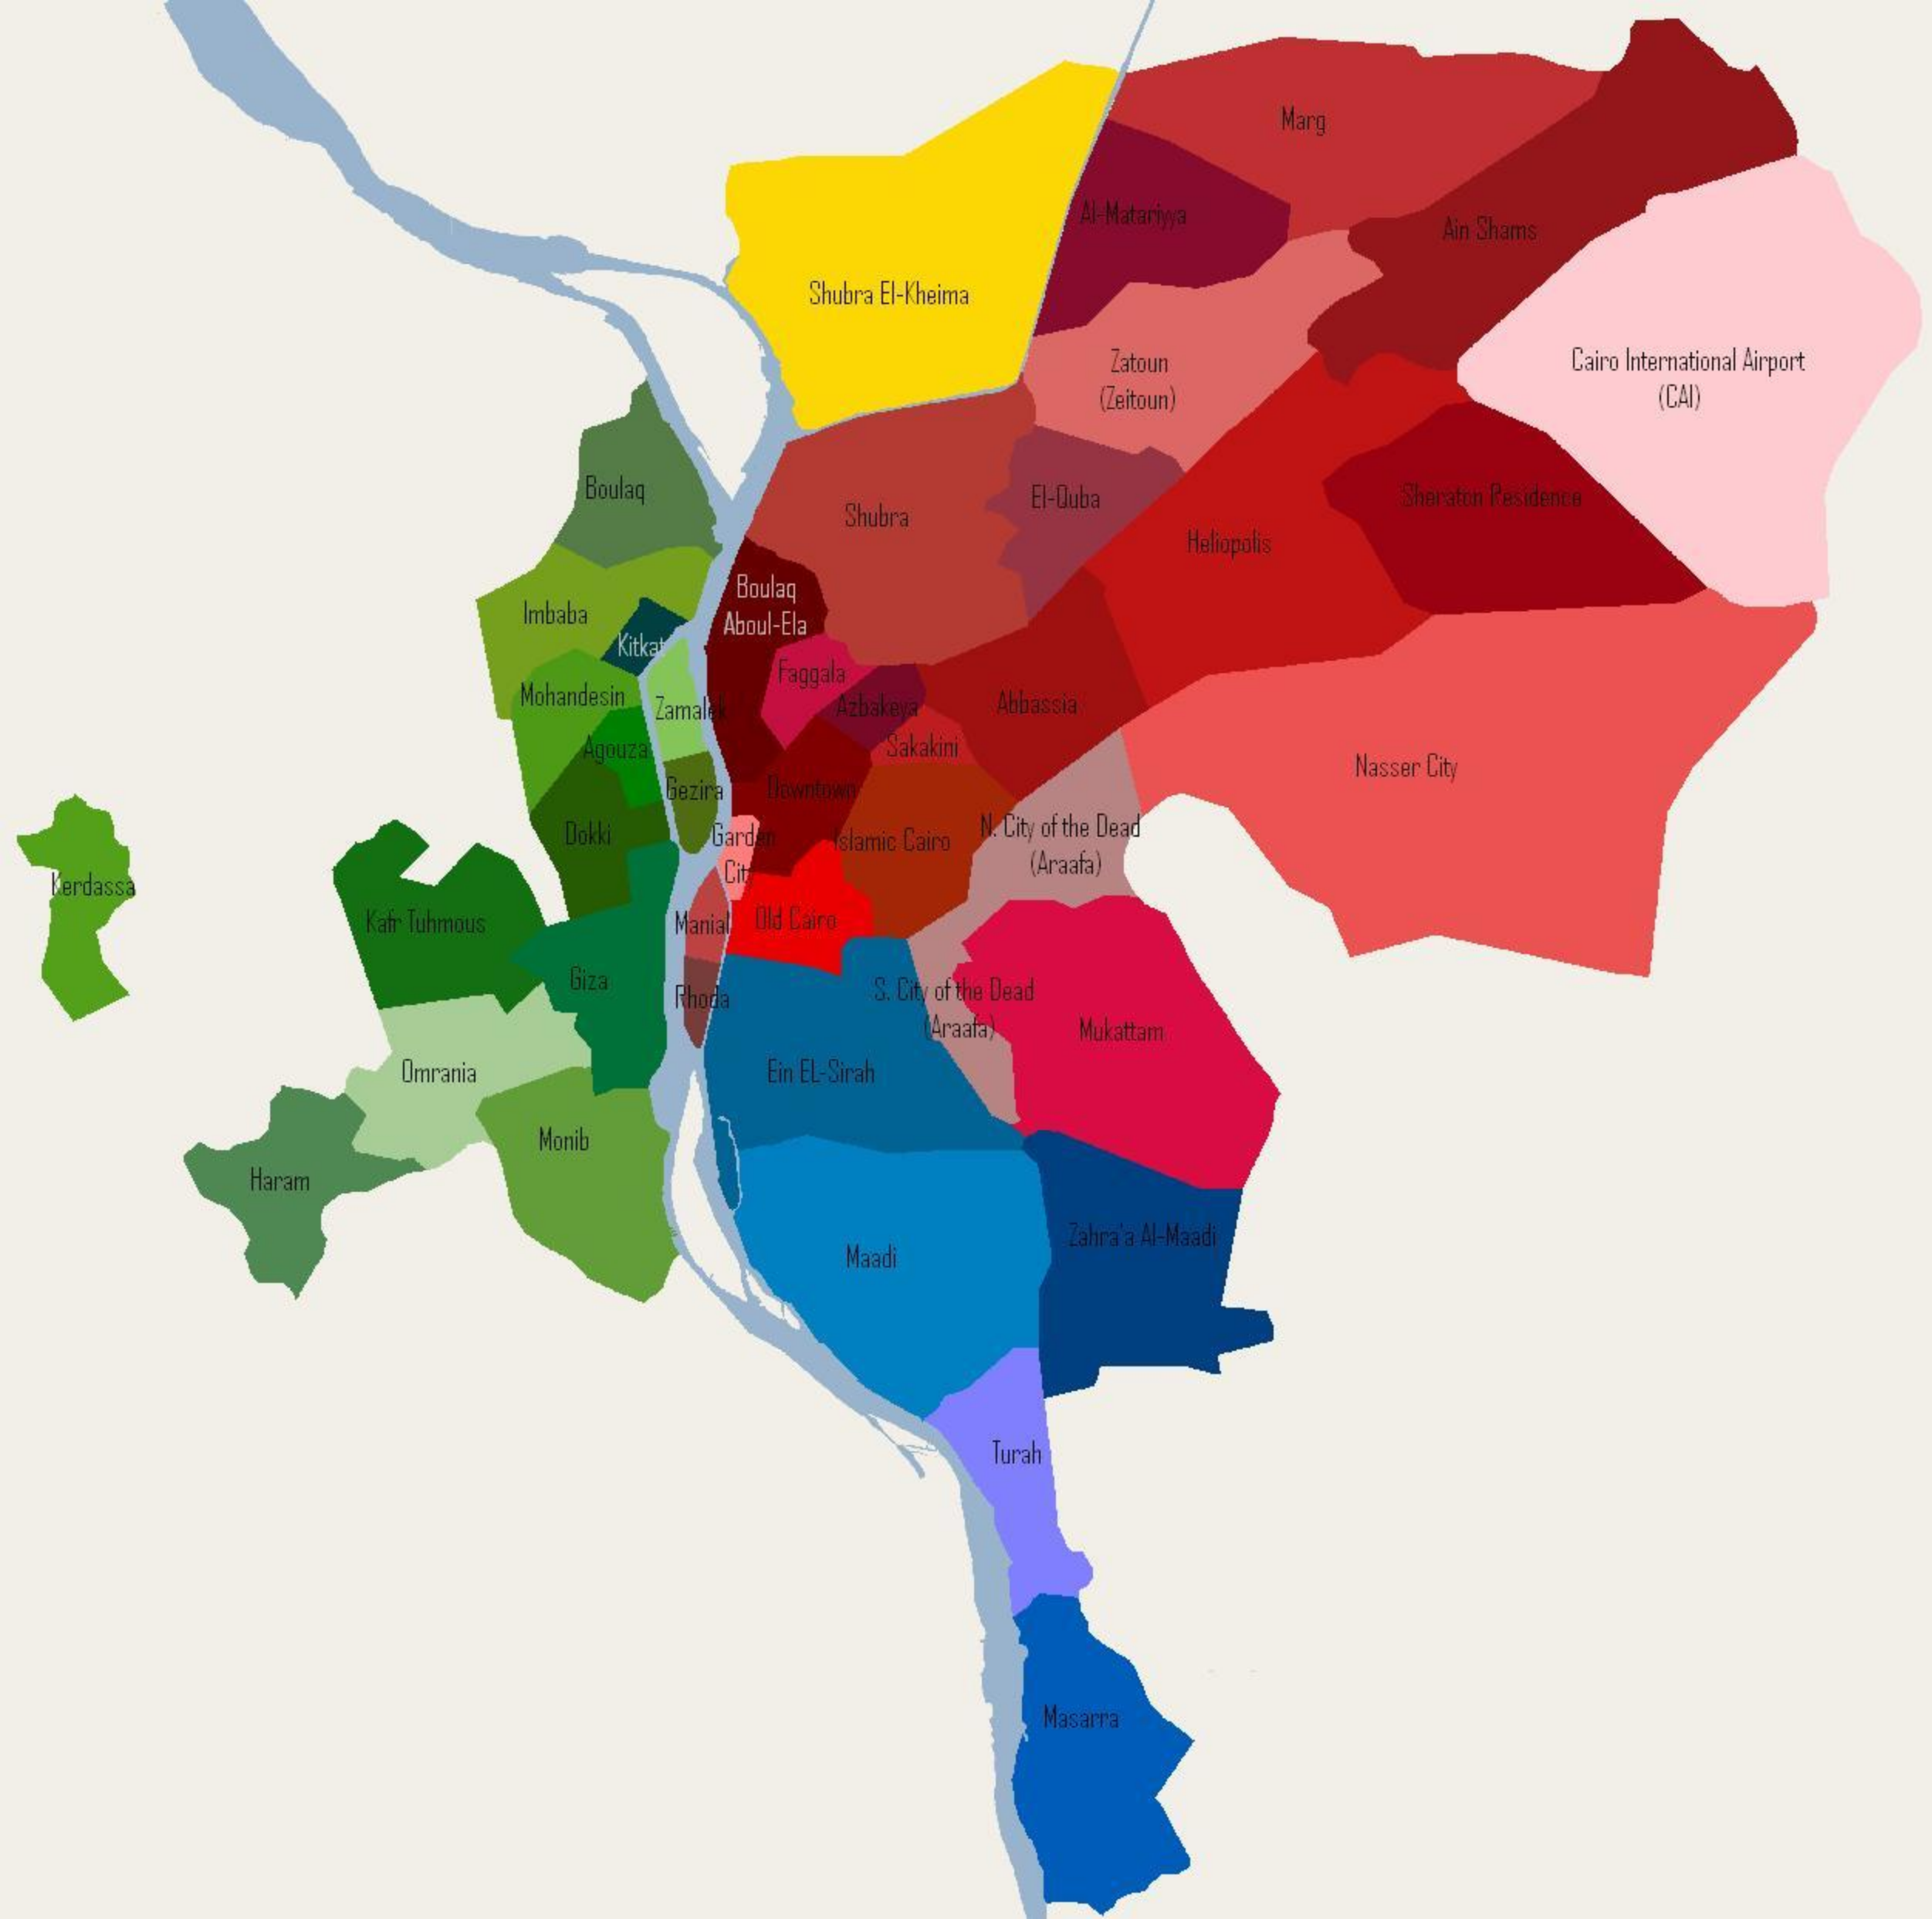 Marg
Al-Matariyya
Ain Shams
Shubra El-Kheima
Zatoun
(Zeitoun)
Cairo International Airport
(CAI)
Boulaq
Shubra
El-Quba
Sheraton Residence
Heliopolis
Boulaq
Aboul-Ela
Imbaba
Kitkat
Faggala
Mohandesin
Zamalek
Azbakeya
Abbassia
Agouza
Sakakini
Nasser City
Gezira
Downtown
Dokki
Garden
City
Islamic Cairo
N. City of the Dead
(Araafa)
Kerdassa
Kafr Tuhmous
Manial
Old Cairo
Giza
Rhoda
S. City of the Dead
(Araafa)
Mukattam
Omrania
Ein EL-Sirah
Monib
Haram
Maadi
Zahra'a Al-Maadi
Turah
Masarra